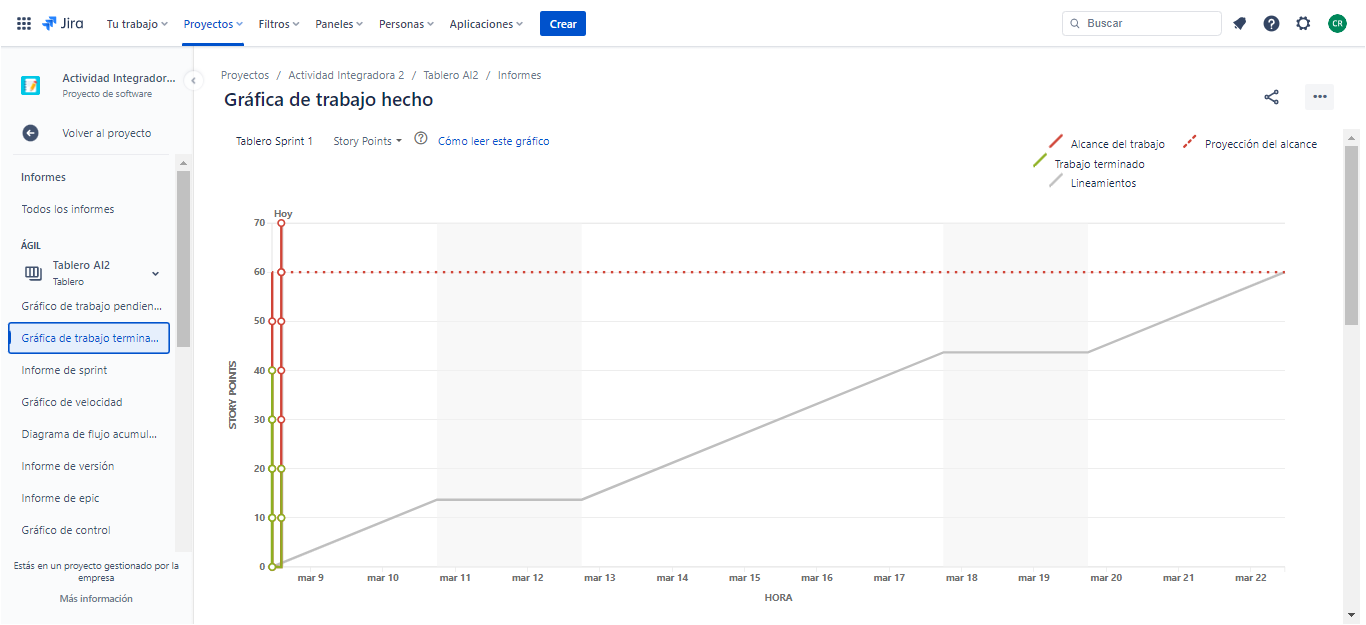 Jira Tu trabajo Proyectos Filtros Paneles Personas Aplicaciones Crear Buscar CR
Actividad Integrador...
Proyecto de software
Volver al proyecto
Informes
Todos los informes
ÁGIL
Tablero AI2
Tablero
Gráfico de trabajo pendien...
Gráfica de trabajo termina...
Informe de sprint
Gráfico de velocidad
Diagrama de flujo acumul...
Informe de versión
Informe de epic
Gráfico de control
Estás en un proyecto gestionado por la
empresa
Más información
Proyectos / Actividad Integradora 2 / Tablero AI2 / Informes
Gráfica de trabajo hecho
Tablero Sprint 1 Story Points Cómo leer este gráfico
Alcance del trabajo Proyección del alcance
Trabajo terminado
Lineamientos
Hoy
70
60
50
40
30
20
10
0
STORY POINTS
mar 9 mar 10 mar 11 mar 12 mar 13 mar 14 mar 15 mar 16 mar 17 mar 18 mar 19 mar 20 mar 21 mar 22
HORA